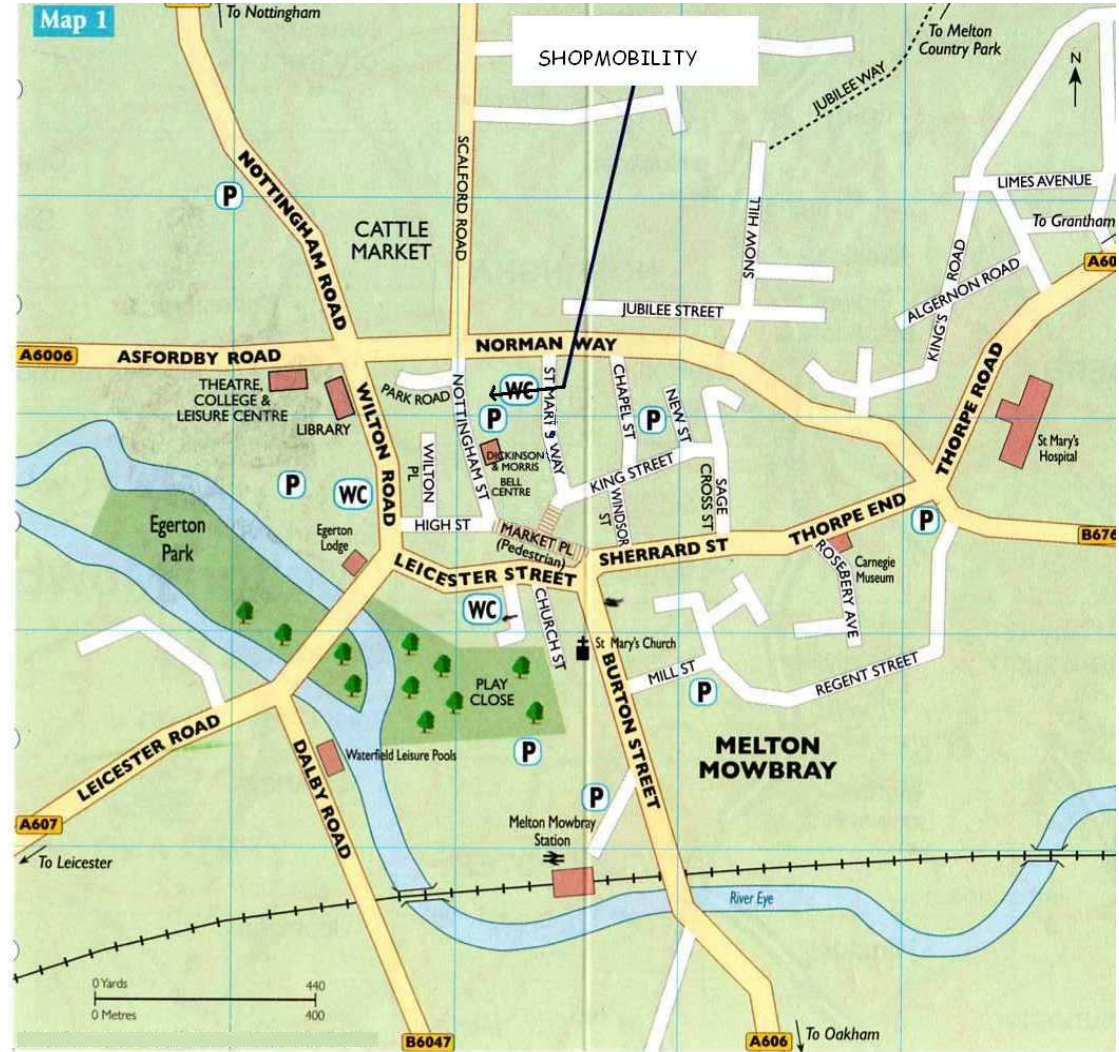 Map 1
To Nottingham
SHOPMOBILITY
To Melton
Country Park
N
JUBILEE WAY
SCALFORD ROAD
NOTTINGHAM ROAD
P
CATTLE
MARKET
SNOW HILL
LIMES AVENUE
To Grantham
A60
KING'S ROAD
ALGERNON ROAD
JUBILEE STREET
A6006
ASFORDBY ROAD
NORMAN WAY
THEATRE,
COLLEGE &
LEISURE CENTRE
LIBRARY
WILTON ROAD
PARK ROAD
NOTTINGHAM ST
WC
P
ST MARY'S WAY
CHAPEL ST
NEW ST
P
THORPE ROAD
St Mary's
Hospital
DICKINSON
& MORRIS
BELL
CENTRE
WILTON
PL
KING STREET
SAGE
CROSS ST
WINDSOR
ST
P
WC
Egerton
Park
Egerton
Lodge
HIGH ST
MARKET PL
(Pedestrian)
SHERRARD ST
THORPE END
P
B676
LEICESTER STREET
Carnegie
Museum
ROSEBERY AVE
WC
CHURCH ST
St Mary's Church
MILL ST
REGENT STREET
P
PLAY
CLOSE
BURTON STREET
MELTON
MOWBRAY
LEICESTER ROAD
DALBY ROAD
Waterfield Leisure Pools
P
P
A607
To Leicester
Melton Mowbray
Station
River Eye
0 Yards 440
0 Metres 400
B6047
A606
To Oakham